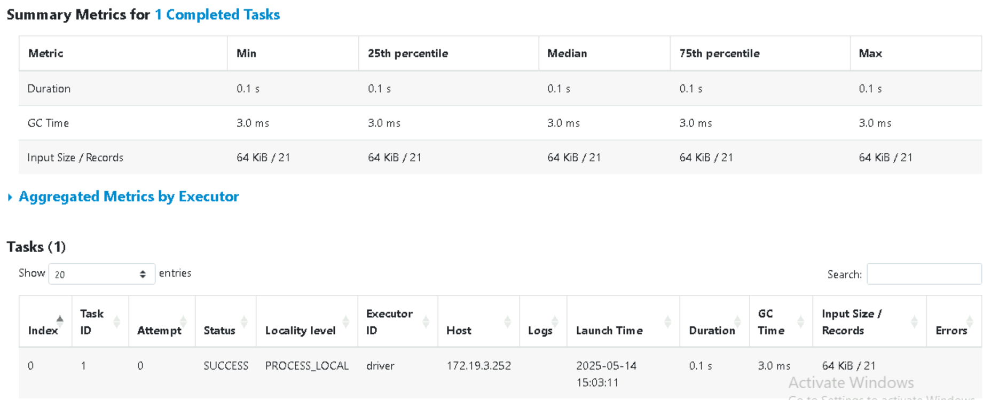 Summary Metrics for 1 Completed Tasks
Metric Min 25th percentile Median 75th percentile Max
Duration 0.1 s 0.1 s 0.1 s 0.1 s 0.1 s
GC Time 3.0 ms 3.0 ms 3.0 ms 3.0 ms 3.0 ms
Input Size / Records 64 KiB / 21 64 KiB / 21 64 KiB / 21 64 KiB / 21 64 KiB / 21
Aggregated Metrics by Executor
Tasks (1)
Show 20 entries Search:
Index Task ID Attempt Status Locality level Executor ID Host Logs Launch Time Duration GC Time Input Size / Records Errors
0 1 0 SUCCESS PROCESS_LOCAL driver 172.19.3.252 2025-05-14 15:03:11 0.1 s 3.0 ms 64 KiB / 21
Activate Windows
Go to Settings to activate Windows.